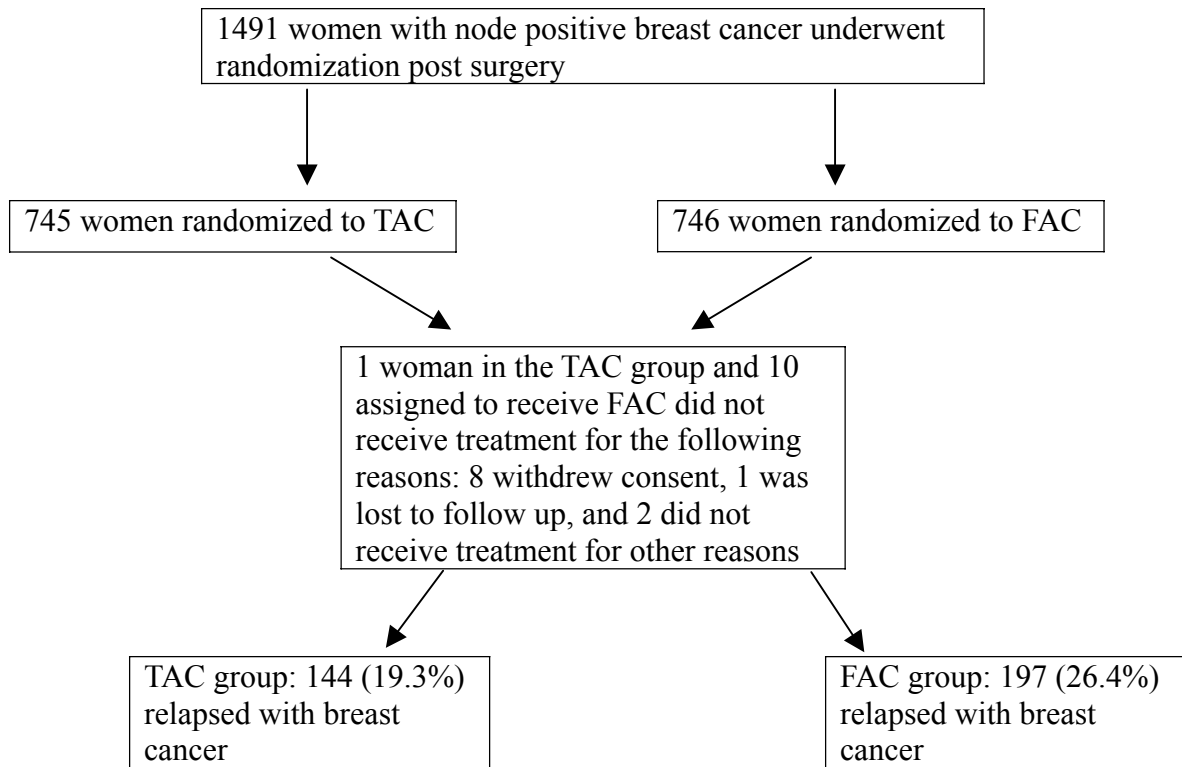 1491 women with node positive breast cancer underwent
randomization post surgery
745 women randomized to TAC
746 women randomized to FAC
1 woman in the TAC group and 10
assigned to receive FAC did not
receive treatment for the following
reasons: 8 withdrew consent, 1 was
lost to follow up, and 2 did not
receive treatment for other reasons
TAC group: 144 (19.3%)
relapsed with breast
cancer
FAC group: 197 (26.4%)
relapsed with breast
cancer